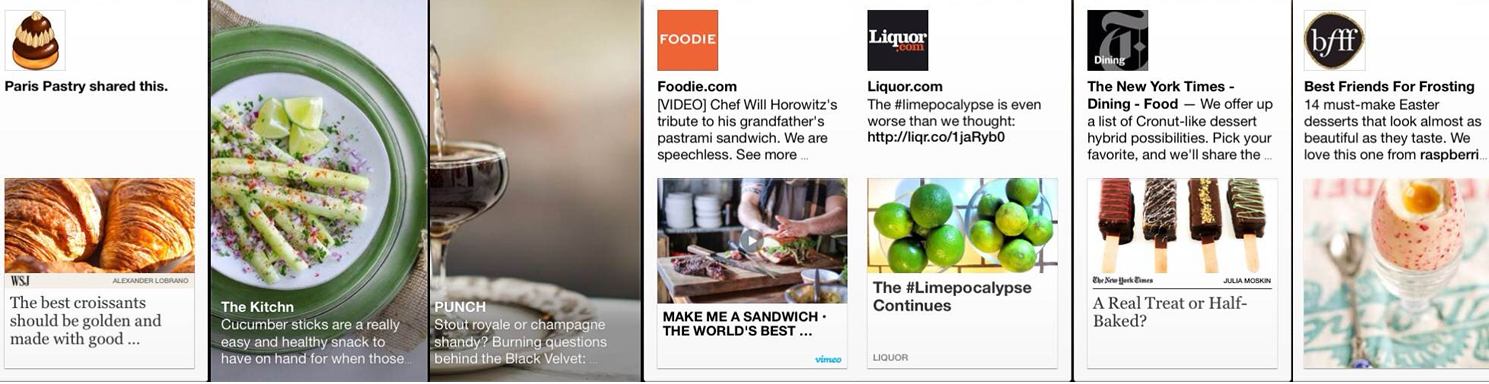 Paris Pastry shared this.
WSJ
ALEXANDER LOBRANO
The best croissants
should be golden and
made with good ...
The Kitchn
Cucumber sticks are a really
easy and healthy snack to
have on hand for when those...
PUNCH
Stout royale or champagne
shandy? Burning questions
behind the Black Velvet: ...
FOODIE
Foodie.com
[VIDEO] Chef Will Horowitz's
tribute to his grandfather's
pastrami sandwich. We are
speechless. See more ...
MAKE ME A SANDWICH ·
THE WORLD'S BEST ...
vimeo
Liquor
.com
Liquor.com
The #limepocalypse is even
worse than we thought:
http://liqr.co/1jaRyb0
The #Limepocalypse
Continues
LIQUOR
T
Dining
The New York Times -
Dining - Food — We offer up
a list of Cronut-like dessert
hybrid possibilities. Pick your
favorite, and we'll share the ...
The New York Times
JULIA MOSKIN
A Real Treat or Half-
Baked?
bfff
Best Friends For Frosting
14 must-make Easter
desserts that look almost as
beautiful as they taste. We
love this one from raspberri...